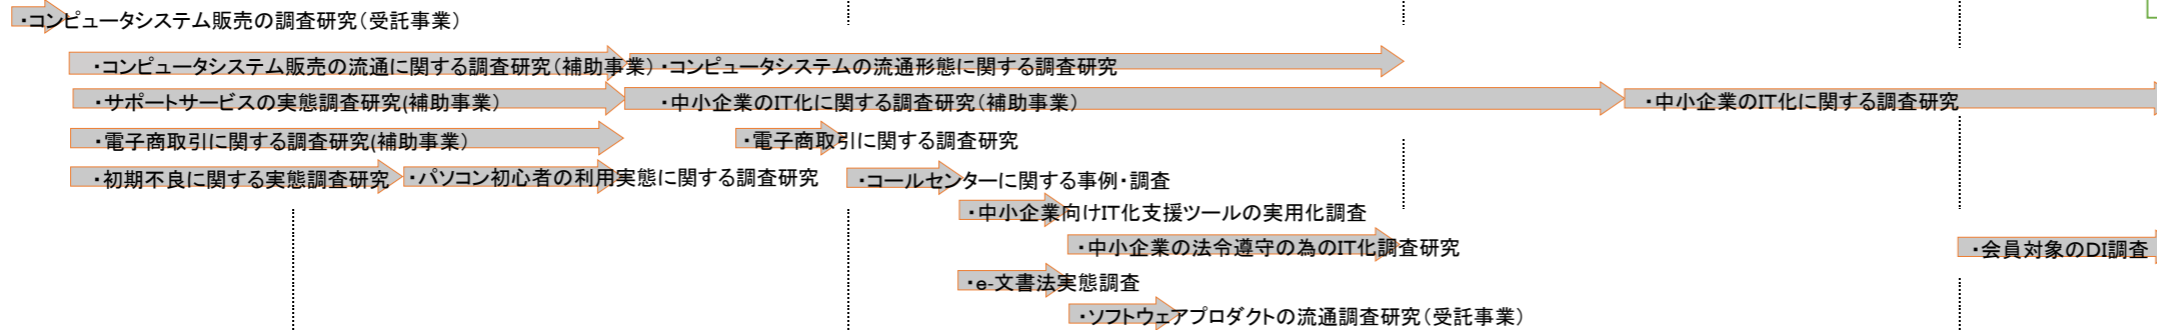 ・コンピュータシステム販売の調査研究（受託事業）
・コンピュータシステム販売の流通に関する調査研究（補助事業）・コンピュータシステムの流通形態に関する調査研究
・サポートサービスの実態調査研究(補助事業) ・中小企業のIT化に関する調査研究（補助事業） ・中小企業のIT化に関する調査研究
・電子商取引に関する調査研究(補助事業) ・電子商取引に関する調査研究
・初期不良に関する実態調査研究 ・パソコン初心者の利用実態に関する調査研究 ・コールセンターに関する事例・調査
・中小企業向けIT化支援ツールの実用化調査
・中小企業の法令遵守の為のIT化調査研究 ・会員対象のDI調査
・e-文書法実態調査
・ソフトウェアプロダクトの流通調査研究（受託事業）